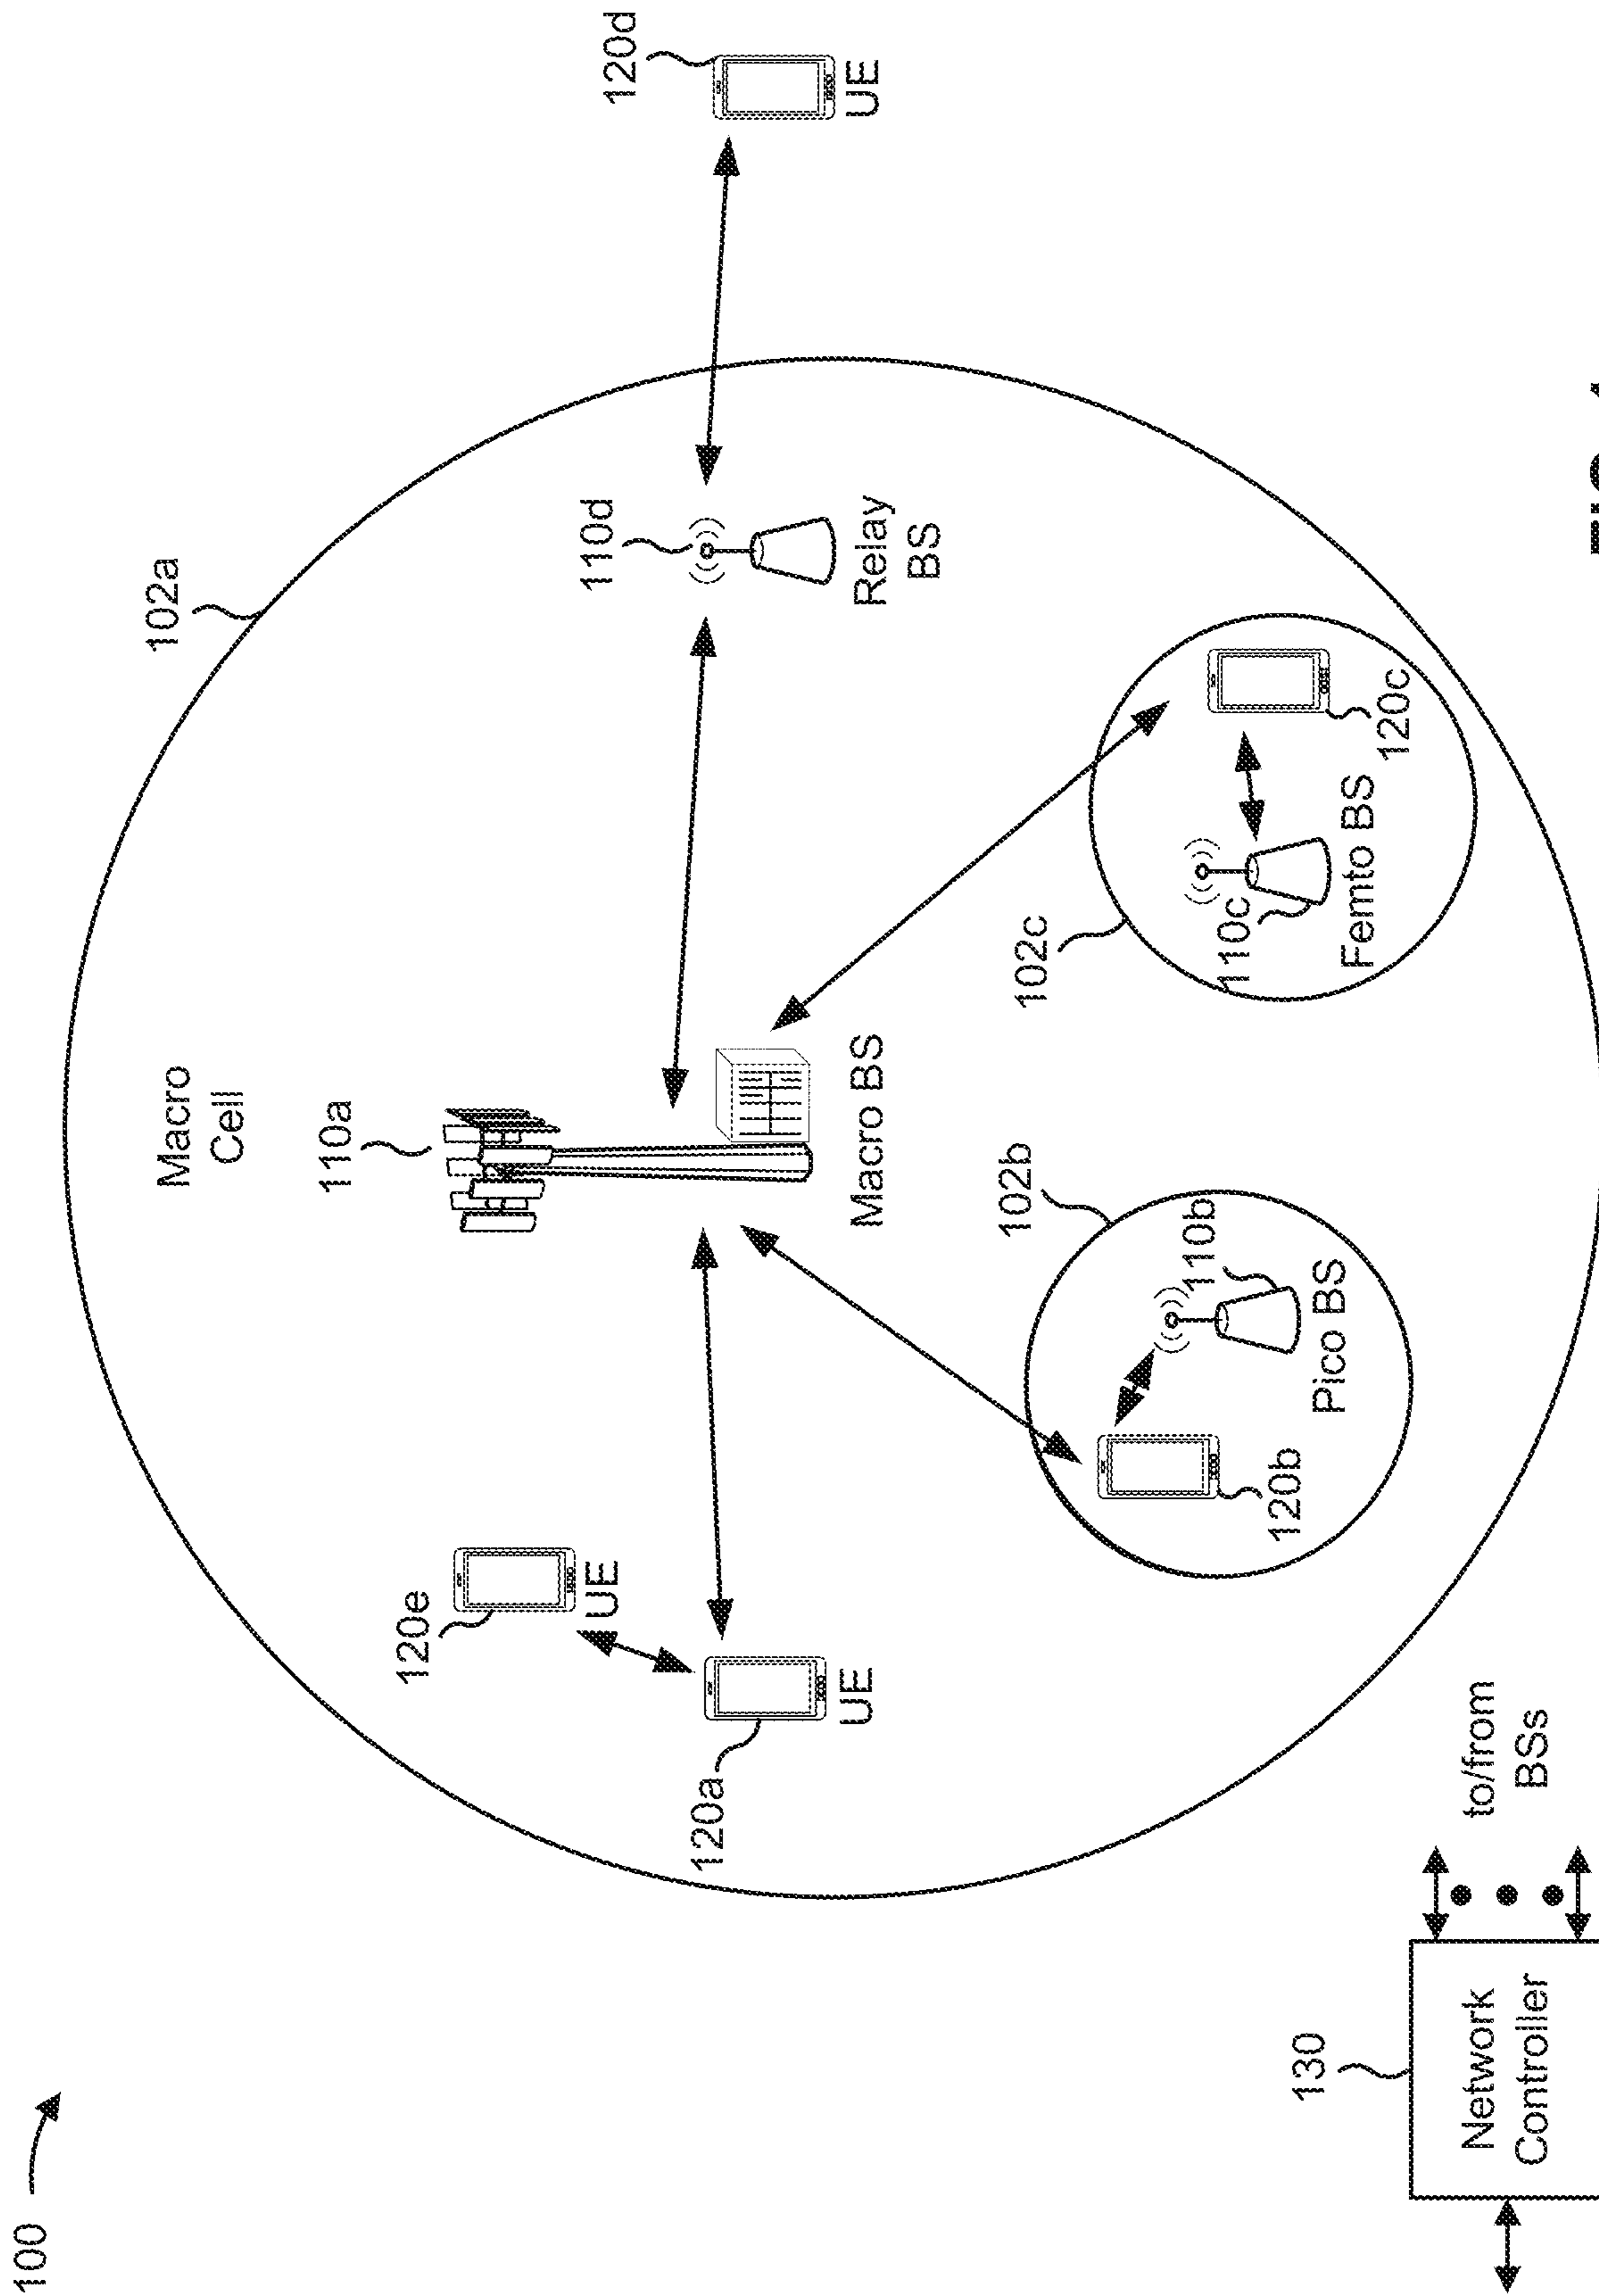 100
102a
Macro
Cell
110a
120d
UE
110d
Relay
BS
120e
UE
120a
UE
Macro BS
102b
110b
Pico BS
120b
102c
110c
Femto BS
120c
130
Network
Controller
to/from
BSs